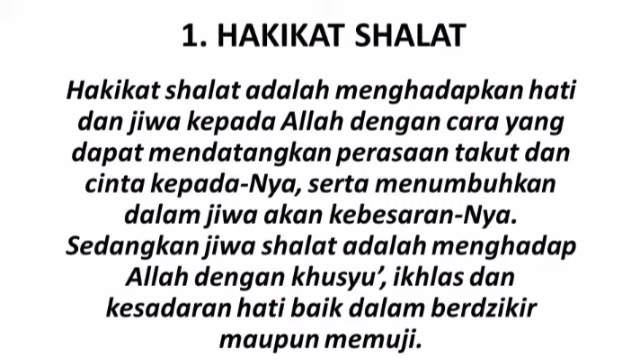 1. HAKIKAT SHALAT
Hakikat shalat adalah menghadapkan hati
dan jiwa kepada Allah dengan cara yang
dapat mendatangkan perasaan takut dan
cinta kepada-Nya, serta menumbuhkan
dalam jiwa akan kebesaran-Nya.
Sedangkan jiwa shalat adalah menghadap
Allah dengan khusyu’, ikhlas dan
kesadaran hati baik dalam berdzikir
maupun memuji.